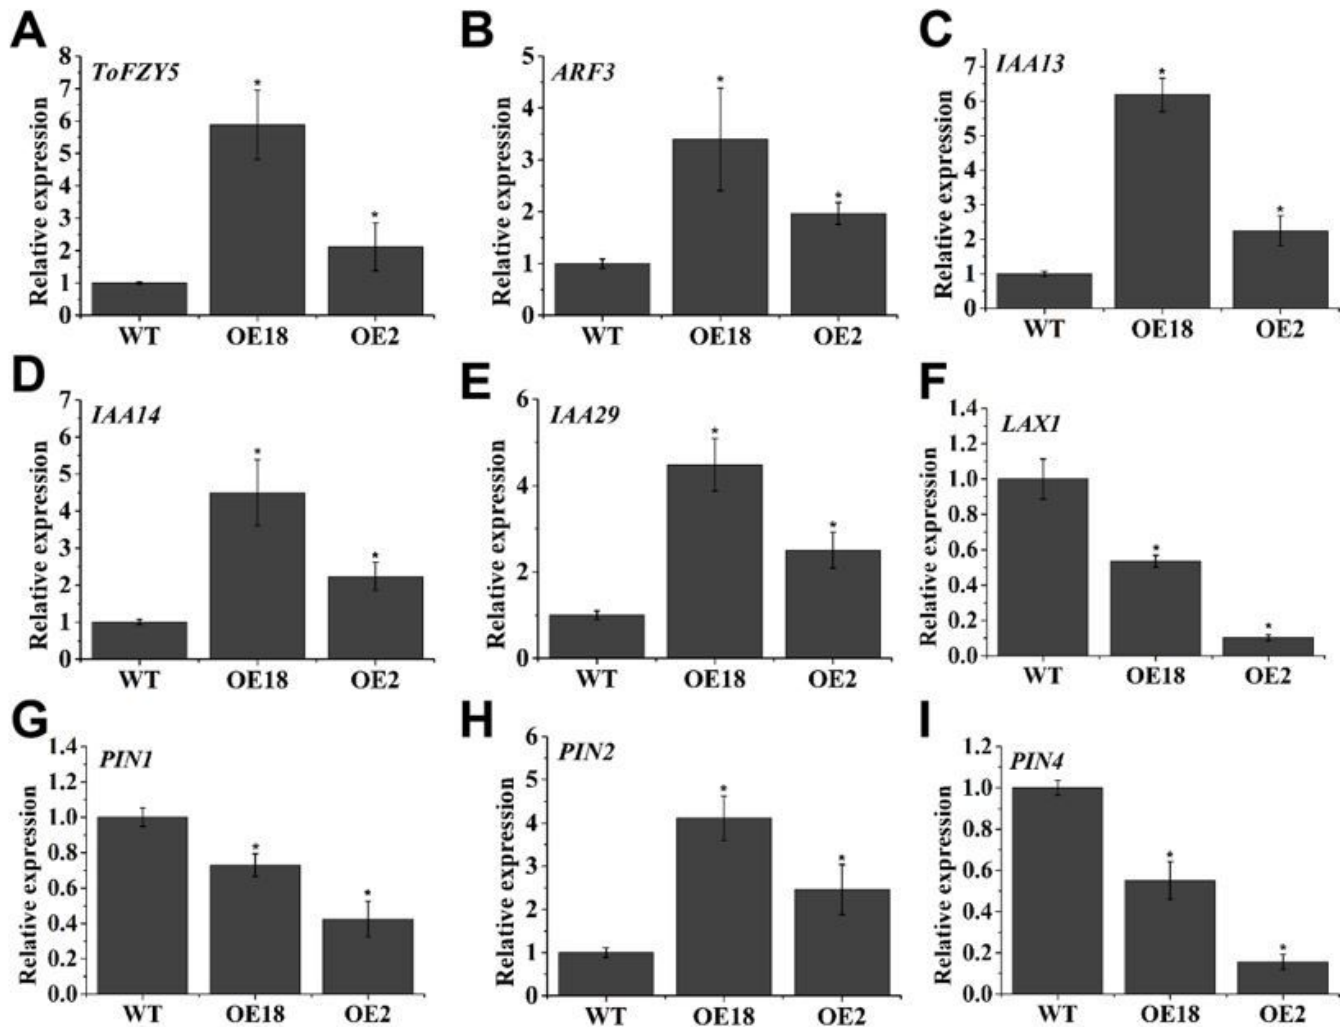 A
ToFZY5
Relative expression
8
7
6
5
4
3
2
1
0
*
*
WT OE18 OE2
B
ARF3
Relative expression
5
4
3
2
1
0
*
*
WT OE18 OE2
C
IAA13
Relative expression
7
6
5
4
3
2
1
0
*
*
WT OE18 OE2
D
IAA14
Relative expression
7
6
5
4
3
2
1
0
*
*
WT OE18 OE2
E
IAA29
Relative expression
6
4
2
1
0
*
*
WT OE18 OE2
F
LAX1
Relative expression
1.4
1.2
1.0
0.8
0.6
0.4
0.2
0.0
*
*
WT OE18 OE2
G
PIN1
Relative expression
1.4
1.2
1.0
0.8
0.6
0.4
0.2
0.0
*
*
WT OE18 OE2
H
PIN2
Relative expression
6
5
4
3
2
1
0
*
*
WT OE18 OE2
I
PIN4
Relative expression
1.2
1.0
0.8
0.6
0.4
0.2
0.0
*
*
WT OE18 OE2